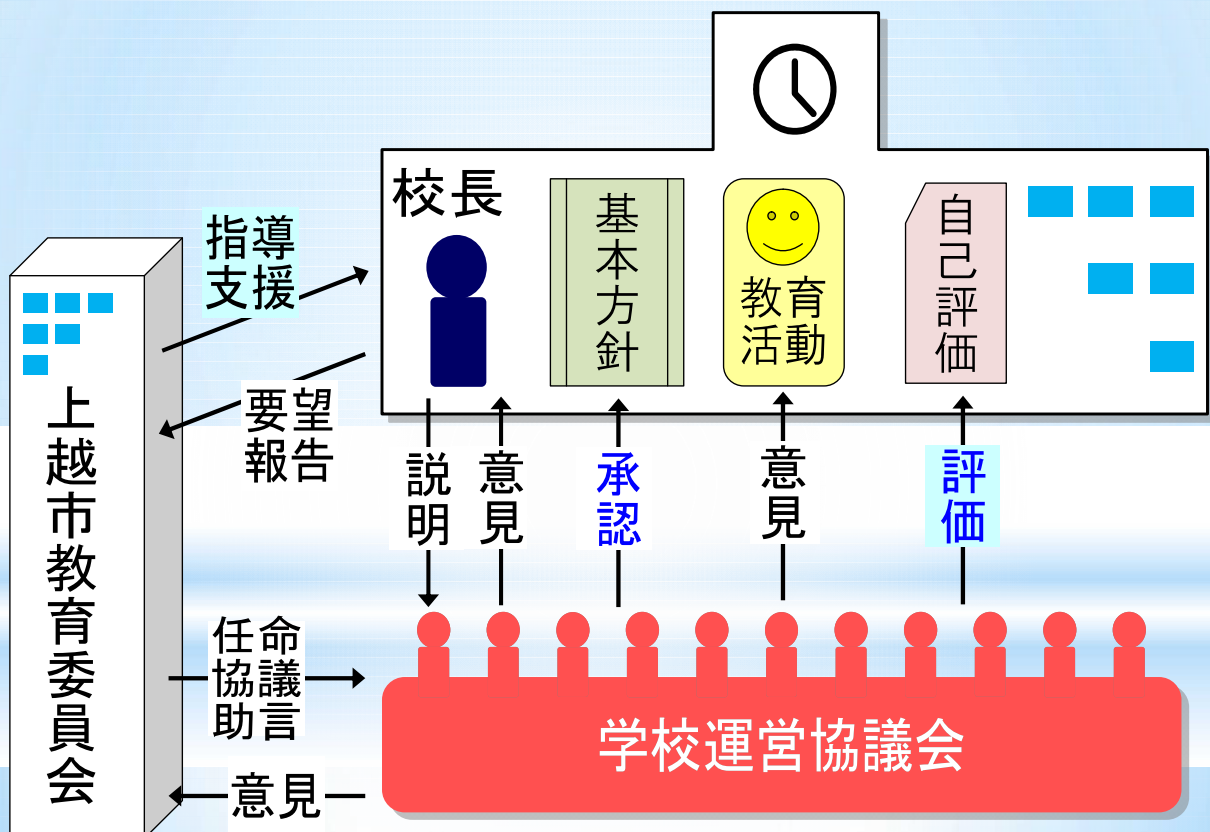 校長
基本方針
教育
活動
自己評価
指導
支援
要望
報告
上越市教育委員会
説明
意見
承認
意見
評価
任命
協議
助言
意見
学校運営協議会